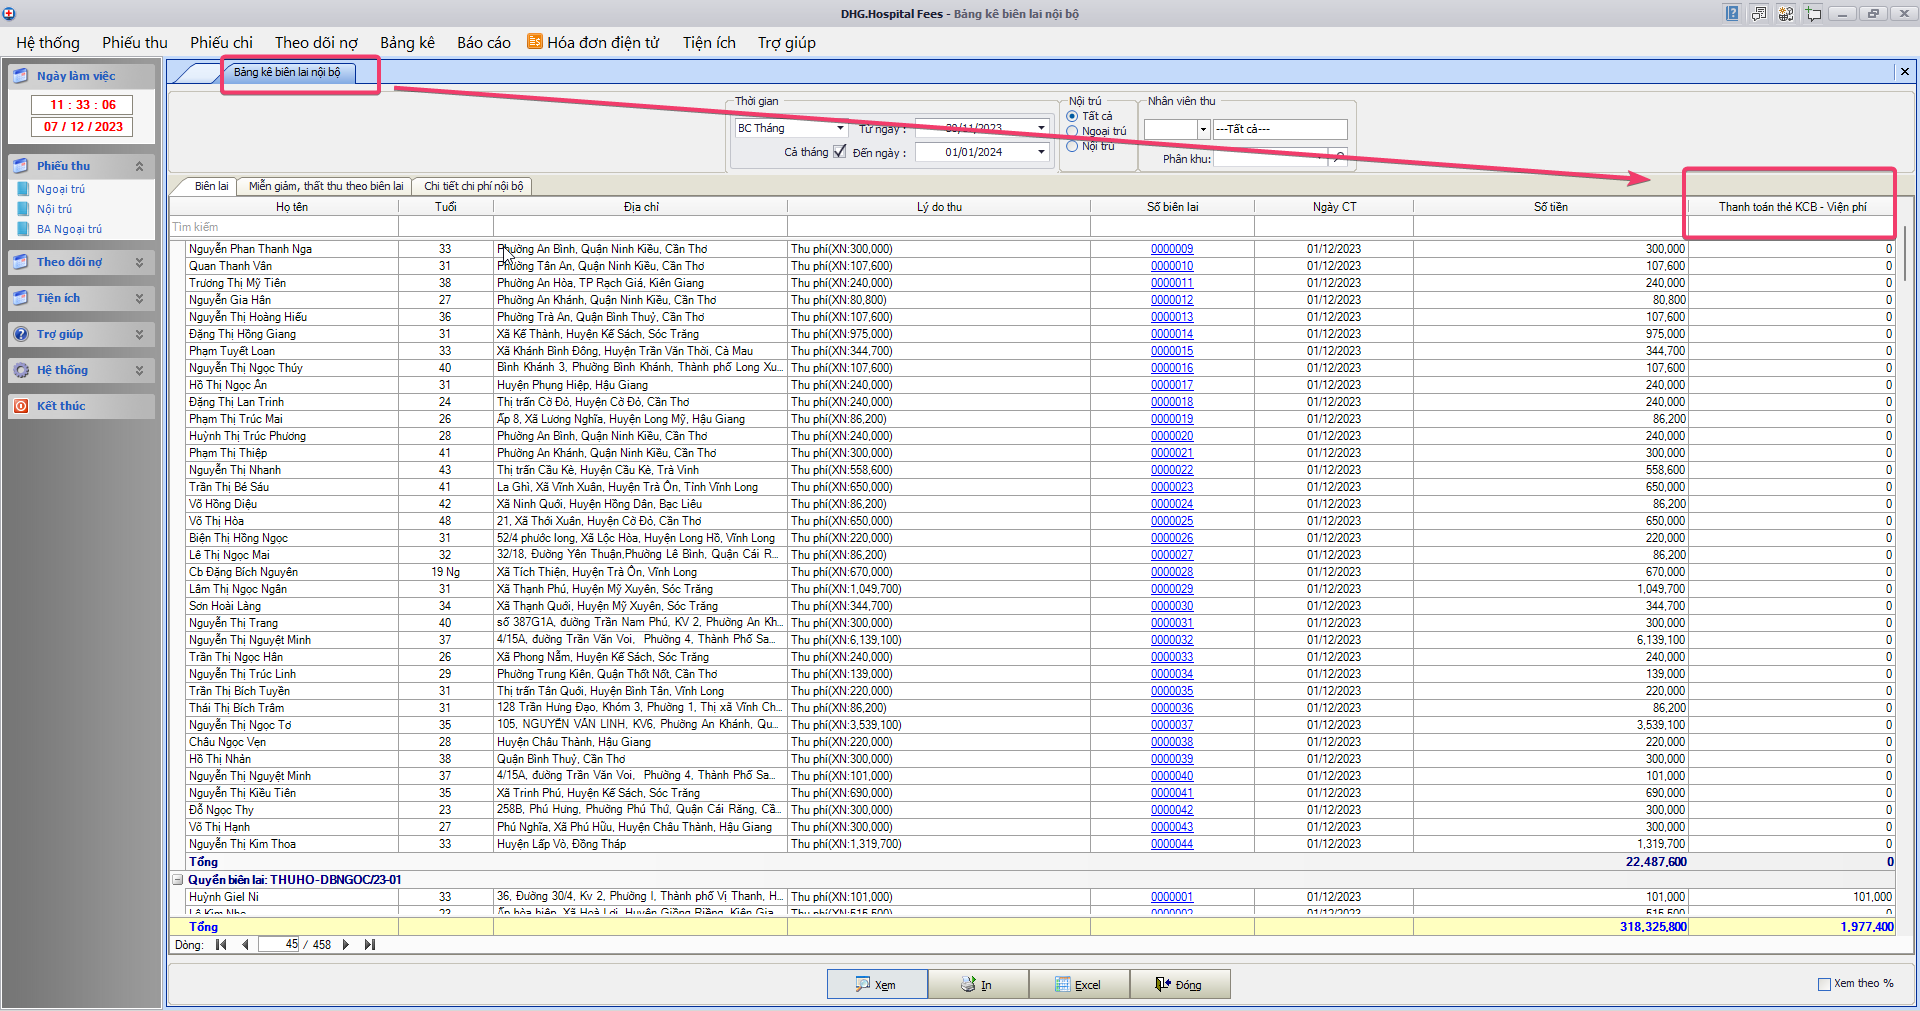 DHG.Hospital Fees - Bảng kê biên lai nội bộ
Hệ thống Phiếu thu Phiếu chi Theo dõi nợ Bảng kê Báo cáo Hóa đơn điện tử Tiện ích Trợ giúp
Ngày làm việc
11 : 33 : 06
07 / 12 / 2023
Phiếu thu
Ngoại trú
Nội trú
BA Ngoại trú
Theo dõi nợ
Tiện ích
Trợ giúp
Hệ thống
Kết thúc
Bảng kê biên lai nội bộ
Thời gian
BC Tháng Từ ngày : 30/11/2023
Cả tháng Đến ngày : 01/01/2024
Nội trú
Tất cả
Ngoại trú
Nội trú
Nhân viên thu
---Tất cả---
Phân khu:
Biên lai Miễn giảm, thất thu theo biên lai Chi tiết chi phí nội bộ
Họ tên Tuổi Địa chỉ Lý do thu Số biên lai Ngày CT Số tiền Thanh toán thẻ KCB - Viện phí
Tìm kiếm
Nguyễn Phan Thanh Nga 33 Phường An Bình, Quận Ninh Kiều, Cần Thơ Thu phí(XN:300,000) 0000009 01/12/2023 300,000 0
Quan Thanh Vân 31 Phường Tân An, Quận Ninh Kiều, Cần Thơ Thu phí(XN:107,600) 0000010 01/12/2023 107,600 0
Trương Thị Mỹ Tiên 38 Phường An Hòa, TP Rạch Giá, Kiên Giang Thu phí(XN:240,000) 0000011 01/12/2023 240,000 0
Nguyễn Gia Hân 27 Phường An Khánh, Quận Ninh Kiều, Cần Thơ Thu phí(XN:80,800) 0000012 01/12/2023 80,800 0
Nguyễn Thị Hoàng Hiếu 36 Phường Trà An, Quận Bình Thuỷ, Cần Thơ Thu phí(XN:107,600) 0000013 01/12/2023 107,600 0
Đặng Thị Hồng Giang 31 Xã Kế Thành, Huyện Kế Sách, Sóc Trăng Thu phí(XN:975,000) 0000014 01/12/2023 975,000 0
Phạm Tuyết Loan 33 Xã Khánh Bình Đông, Huyện Trần Văn Thời, Cà Mau Thu phí(XN:344,700) 0000015 01/12/2023 344,700 0
Nguyễn Thị Ngọc Thúy 40 Bình Khánh 3, Phường Bình Khánh, Thành phố Long Xu... Thu phí(XN:107,600) 0000016 01/12/2023 107,600 0
Hồ Thị Ngọc Ẩn 31 Huyện Phụng Hiệp, Hậu Giang Thu phí(XN:240,000) 0000017 01/12/2023 240,000 0
Đặng Thị Lan Trinh 24 Thị trấn Cờ Đỏ, Huyện Cờ Đỏ, Cần Thơ Thu phí(XN:240,000) 0000018 01/12/2023 240,000 0
Phạm Thị Trúc Mai 26 Ấp 8, Xã Lương Nghĩa, Huyện Long Mỹ, Hậu Giang Thu phí(XN:86,200) 0000019 01/12/2023 86,200 0
Huỳnh Thị Trúc Phương 28 Phường An Bình, Quận Ninh Kiều, Cần Thơ Thu phí(XN:240,000) 0000020 01/12/2023 240,000 0
Phạm Thị Thiệp 41 Phường An Khánh, Quận Ninh Kiều, Cần Thơ Thu phí(XN:300,000) 0000021 01/12/2023 300,000 0
Nguyễn Thị Nhanh 43 Thị trấn Cầu Kè, Huyện Cầu Kè, Trà Vinh Thu phí(XN:558,600) 0000022 01/12/2023 558,600 0
Trần Thị Bé Sáu 41 La Ghì, Xã Vĩnh Xuân, Huyện Trà Ôn, Tỉnh Vĩnh Long Thu phí(XN:650,000) 0000023 01/12/2023 650,000 0
Võ Hồng Diệu 42 Xã Ninh Quới, Huyện Hồng Dân, Bạc Liêu Thu phí(XN:86,200) 0000024 01/12/2023 86,200 0
Võ Thị Hòa 48 21, Xã Thới Xuân, Huyện Cờ Đỏ, Cần Thơ Thu phí(XN:650,000) 0000025 01/12/2023 650,000 0
Biện Thị Hồng Ngọc 31 52/4 phước long, Xã Lộc Hòa, Huyện Long Hồ, Vĩnh Long Thu phí(XN:220,000) 0000026 01/12/2023 220,000 0
Lê Thị Ngọc Mai 32 32/18, Đường Yên Thuận,Phường Lê Bình, Quận Cái R... Thu phí(XN:86,200) 0000027 01/12/2023 86,200 0
Cb Đặng Bích Nguyên 19 Ng Xã Tích Thiện, Huyện Trà Ôn, Vĩnh Long Thu phí(XN:670,000) 0000028 01/12/2023 670,000 0
Lâm Thị Ngọc Ngân 31 Xã Thạnh Phú, Huyện Mỹ Xuyên, Sóc Trăng Thu phí(XN:1,049,700) 0000029 01/12/2023 1,049,700 0
Sơn Hoài Làng 34 Xã Thạnh Quới, Huyện Mỹ Xuyên, Sóc Trăng Thu phí(XN:344,700) 0000030 01/12/2023 344,700 0
Nguyễn Thị Trang 40 số 387G1A, đường Trần Nam Phú, KV 2, Phường An Kh... Thu phí(XN:300,000) 0000031 01/12/2023 300,000 0
Nguyễn Thị Nguyệt Minh 37 4/15A, đường Trần Văn Voi, Phường 4, Thành Phố Sa... Thu phí(XN:6,139,100) 0000032 01/12/2023 6,139,100 0
Trần Thị Ngọc Hân 26 Xã Phong Nẫm, Huyện Kế Sách, Sóc Trăng Thu phí(XN:240,000) 0000033 01/12/2023 240,000 0
Nguyễn Thị Trúc Linh 29 Phường Trung Kiên, Quận Thốt Nốt, Cần Thơ Thu phí(XN:139,000) 0000034 01/12/2023 139,000 0
Trần Thị Bích Tuyền 31 Thị trấn Tân Quới, Huyện Bình Tân, Vĩnh Long Thu phí(XN:220,000) 0000035 01/12/2023 220,000 0
Thái Thị Bích Trâm 31 128 Trần Hưng Đạo, Khóm 3, Phường 1, Thị xã Vĩnh Ch... Thu phí(XN:86,200) 0000036 01/12/2023 86,200 0
Nguyễn Thị Ngọc Tơ 35 105, NGUYỄN VĂN LINH, KV6, Phường An Khánh, Qu... Thu phí(XN:3,539,100) 0000037 01/12/2023 3,539,100 0
Châu Ngọc Vẹn 28 Huyện Châu Thành, Hậu Giang Thu phí(XN:220,000) 0000038 01/12/2023 220,000 0
Hồ Thị Nhản 38 Quận Bình Thuỷ, Cần Thơ Thu phí(XN:300,000) 0000039 01/12/2023 300,000 0
Nguyễn Thị Nguyệt Minh 37 4/15A, đường Trần Văn Voi, Phường 4, Thành Phố Sa... Thu phí(XN:101,000) 0000040 01/12/2023 101,000 0
Nguyễn Thị Kiều Tiên 35 Xã Trinh Phú, Huyện Kế Sách, Sóc Trăng Thu phí(XN:690,000) 0000041 01/12/2023 690,000 0
Đỗ Ngọc Thy 23 258B, Phú Hưng, Phường Phú Thứ, Quận Cái Răng, Cầ... Thu phí(XN:300,000) 0000042 01/12/2023 300,000 0
Võ Thị Hạnh 27 Phú Nghĩa, Xã Phú Hữu, Huyện Châu Thành, Hậu Giang Thu phí(XN:300,000) 0000043 01/12/2023 300,000 0
Nguyễn Thị Kim Thoa 33 Huyện Lấp Vò, Đồng Tháp Thu phí(XN:1,319,700) 0000044 01/12/2023 1,319,700 0
Tổng 22,487,600 0
Quyển biên lai: THUHO-DBNGOC/23-01
Huỳnh Giel Ni 33 36, Đường 30/4, Kv 2, Phường I, Thành phố Vị Thanh, H... Thu phí(XN:101,000) 0000001 01/12/2023 101,000 101,000
Lê Kim Nhọ 23 Ấp hòa hiên, Xã Hoà Lợi, Huyện Giồng Riềng, Kiên Gia... Thu phí(XN:515,500) 0000002 01/12/2023 515,500 0
Tổng 318,325,800 1,977,400
Dòng: 45 / 458
Xem In Excel Đóng
Xem theo %